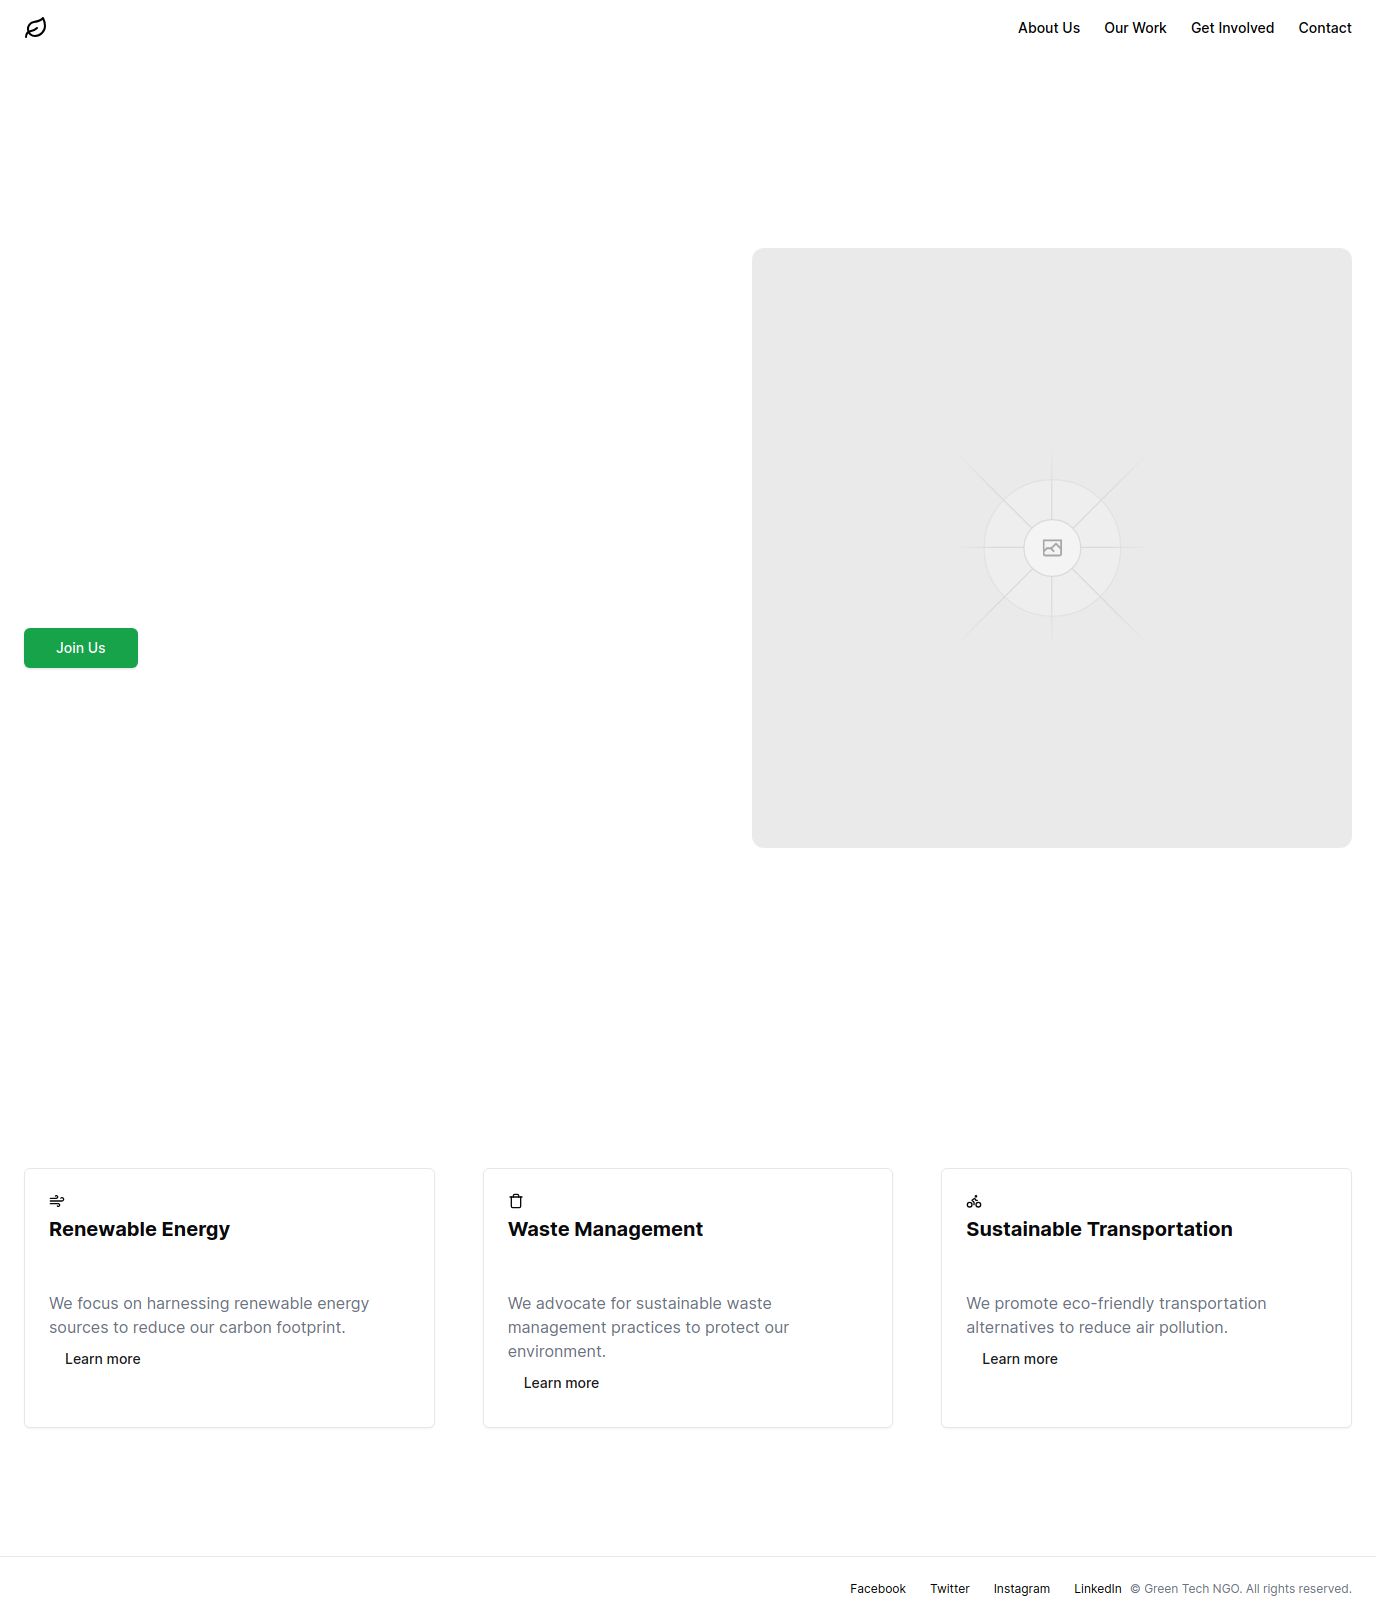 About Us
Our Work
Get Involved
Contact
Join Us
Renewable Energy
We focus on harnessing renewable energy
sources to reduce our carbon footprint.
Learn more
Waste Management
We advocate for sustainable waste
management practices to protect our
environment.
Learn more
Sustainable Transportation
We promote eco-friendly transportation
alternatives to reduce air pollution.
Learn more
Facebook
Twitter
Instagram
LinkedIn
© Green Tech NGO. All rights reserved.